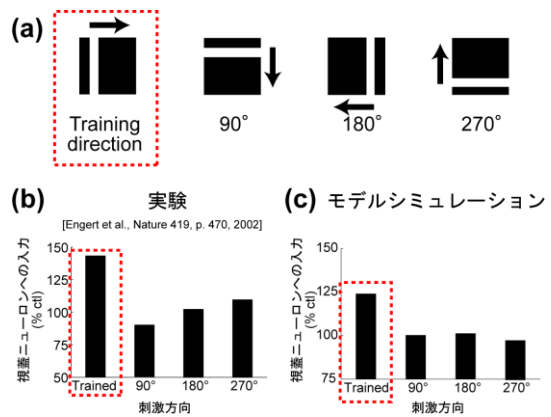 (a)
Training
direction
90°
180°
270°
(b)
実験
[Engert et al., Nature 419, p. 470, 2002]
視蓋ニューロンへの入力
(% ctl)
150
125
100
75
50
Trained
90°
180°
270°
刺激方向
(c)
モデルシミュレーション
視蓋ニューロンへの入力
(% ctl)
150
125
100
75
Trained
90°
180°
270°
刺激方向